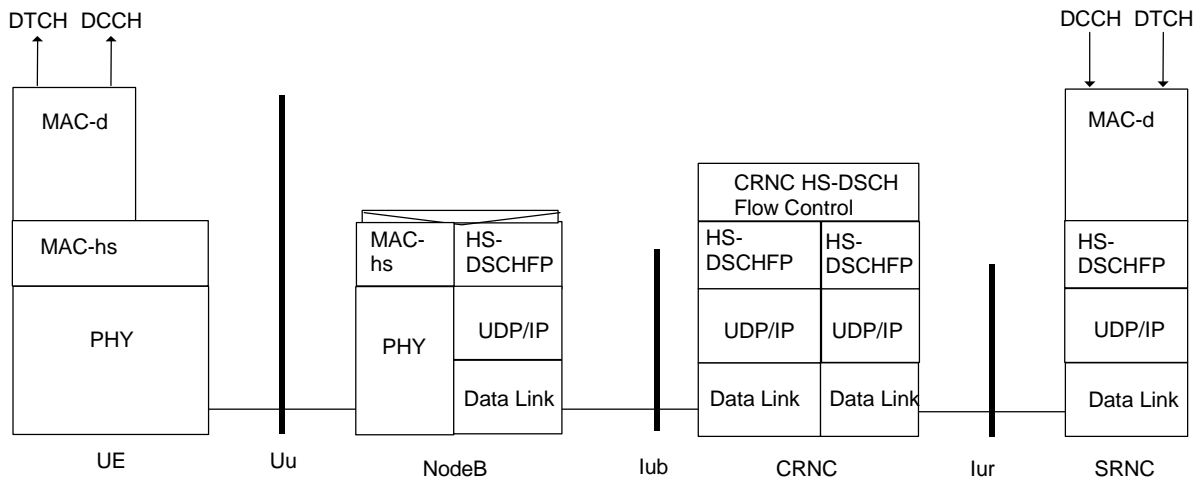 DTCH DCCH
DCCH DTCH
MAC-d
MAC-d
CRNC HS-DSCH
Flow Control
MAC-hs
MAC-
hs
HS-
DSCHFP
HS-
DSCHFP
HS-
DSCHFP
HS-
DSCHFP
PHY
PHY
UDP/IP
UDP/IP
UDP/IP
UDP/IP
Data Link
Data Link
Data Link
Data Link
UE
Uu
NodeB
Iub
CRNC
Iur
SRNC